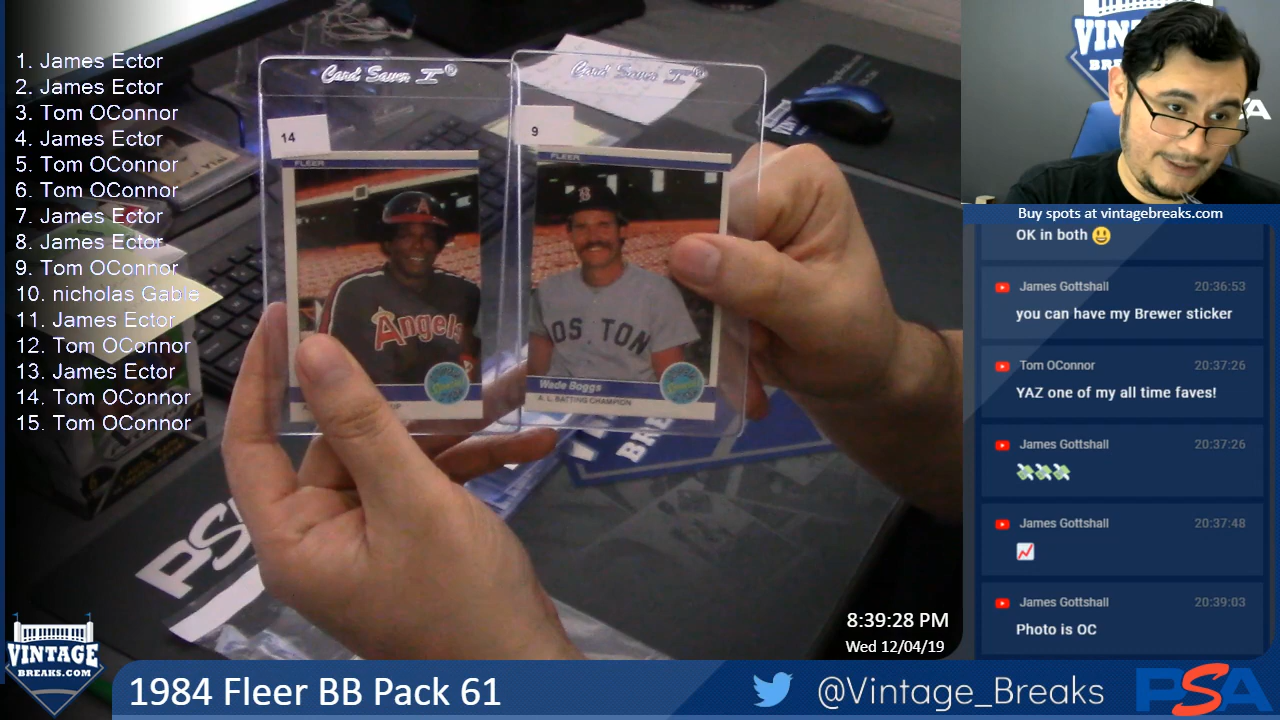 1. James Ector
2. James Ector
3. Tom OConnor
4. James Ector
5. Tom OConnor
6. Tom OConnor
7. James Ector
8. James Ector
9. Tom OConnor
10. nicholas Gable
11. James Ector
12. Tom OConnor
13. James Ector
14. Tom OConnor
15. Tom OConnor
Card Saver I®
Card Saver I®
14
9
FLEER
FLEER
A
B
Angels
BOSTON
Wade Boggs
A. L. BATTING CHAMPION
PSA
VIN
BRE
A
Buy spots at vintagebreaks.com
OK in both 😃
James Gottshall 20:36:53
you can have my Brewer sticker
Tom OConnor 20:37:26
YAZ one of my all time faves!
James Gottshall 20:37:26
💸💸💸
James Gottshall 20:37:48
📈
James Gottshall 20:39:03
Photo is OC
8:39:28 PM
Wed 12/04/19
VINTAGE
BREAKS.COM
1984 Fleer BB Pack 61
@Vintage_Breaks
PSA